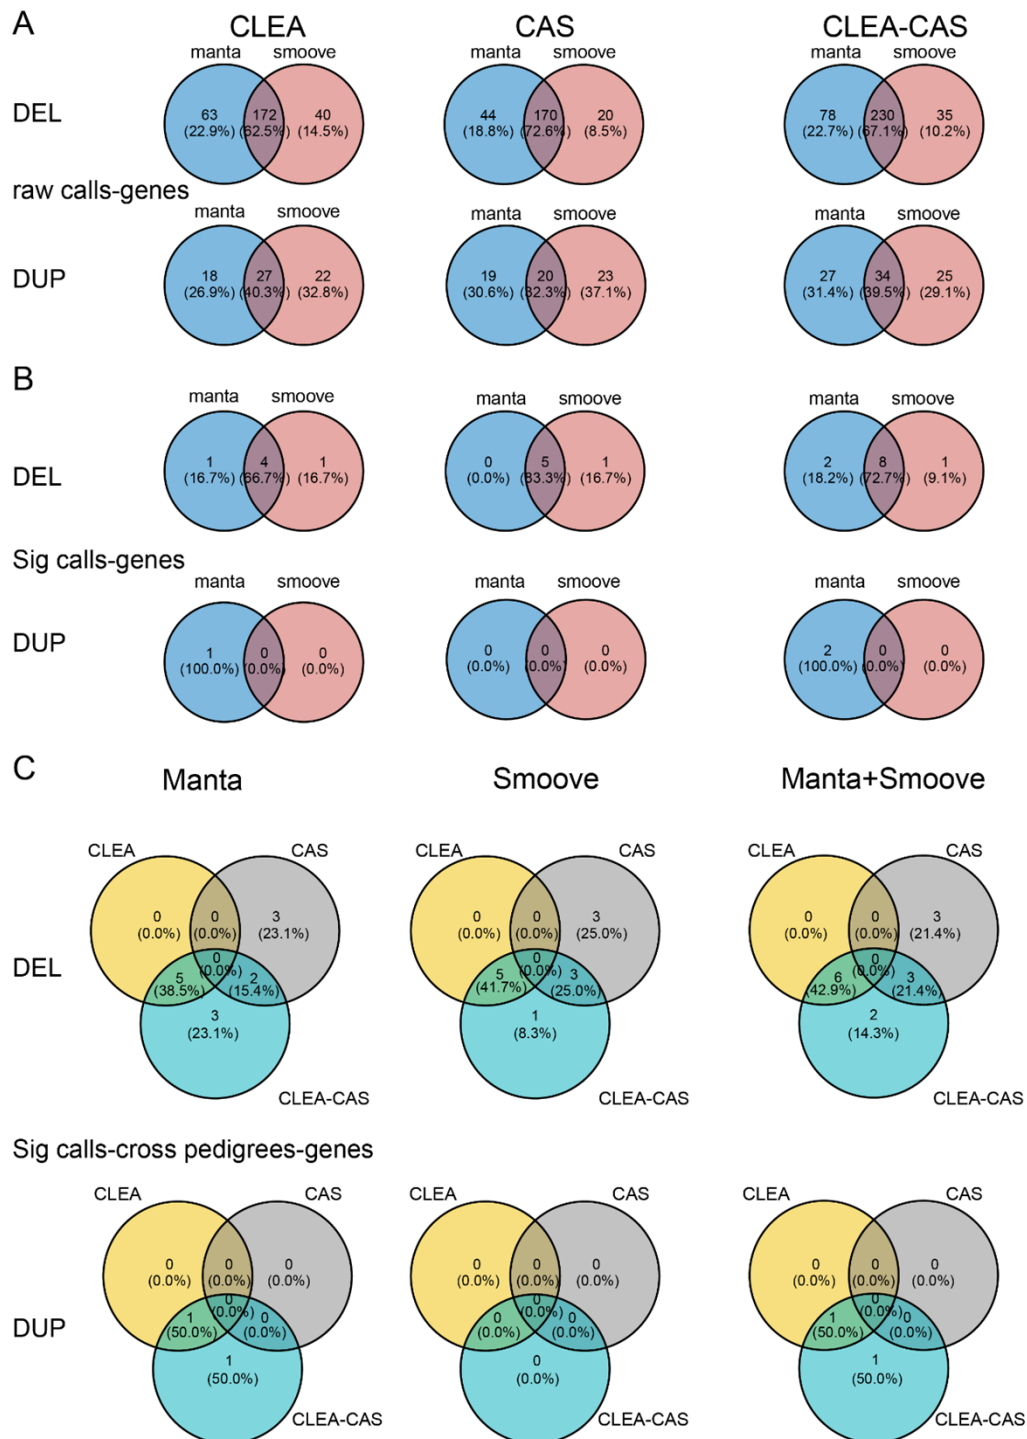 A
CLEA CAS CLEA-CAS
manta smoove manta smoove manta smoove
DEL
63 172 40 44 170 20 78 230 35
(22.9%) (62.5%) (14.5%) (18.8%) (72.6%) (8.5%) (22.7%) (67.1%) (10.2%)
raw calls-genes
manta smoove manta smoove manta smoove
DUP
18 27 22 19 20 23 27 34 25
(26.9%) (40.3%) (32.8%) (30.6%) (32.3%) (37.1%) (31.4%) (39.5%) (29.1%)
B
manta smoove manta smoove manta smoove
DEL
1 4 1 0 5 1 2 8 1
(16.7%) (66.7%) (16.7%) (0.0%) (83.3%) (16.7%) (18.2%) (72.7%) (9.1%)
Sig calls-genes
manta smoove manta smoove manta smoove
DUP
1 0 0 0 0 0 2 0 0
(100.0%) (0.0%) (0.0%) (0.0%) (0.0%) (0.0%) (100.0%) (0.0%) (0.0%)
C
Manta Smoove Manta+Smoove
CLEA CAS CLEA CAS CLEA CAS
0 0 3 0 0 3 0 0 3
(0.0%) (0.0%) (23.1%) (0.0%) (0.0%) (25.0%) (0.0%) (0.0%) (21.4%)
DEL
0 0 0
(0.0%) (0.0%) (0.0%)
5 2 5 3 6 3
(38.5%) (15.4%) (41.7%) (25.0%) (42.9%) (21.4%)
3 1 2
(23.1%) (8.3%) (14.3%)
CLEA-CAS CLEA-CAS CLEA-CAS
Sig calls-cross pedigrees-genes
CLEA CAS CLEA CAS CLEA CAS
0 0 0 0 0 0 0 0 0
(0.0%) (0.0%) (0.0%) (0.0%) (0.0%) (0.0%) (0.0%) (0.0%) (0.0%)
DUP
0 0 0
(0.0%) (0.0%) (0.0%)
1 0 0 0 1 0
(50.0%) (0.0%) (0.0%) (0.0%) (50.0%) (0.0%)
1 0 1
(50.0%) (0.0%) (50.0%)
CLEA-CAS CLEA-CAS CLEA-CAS